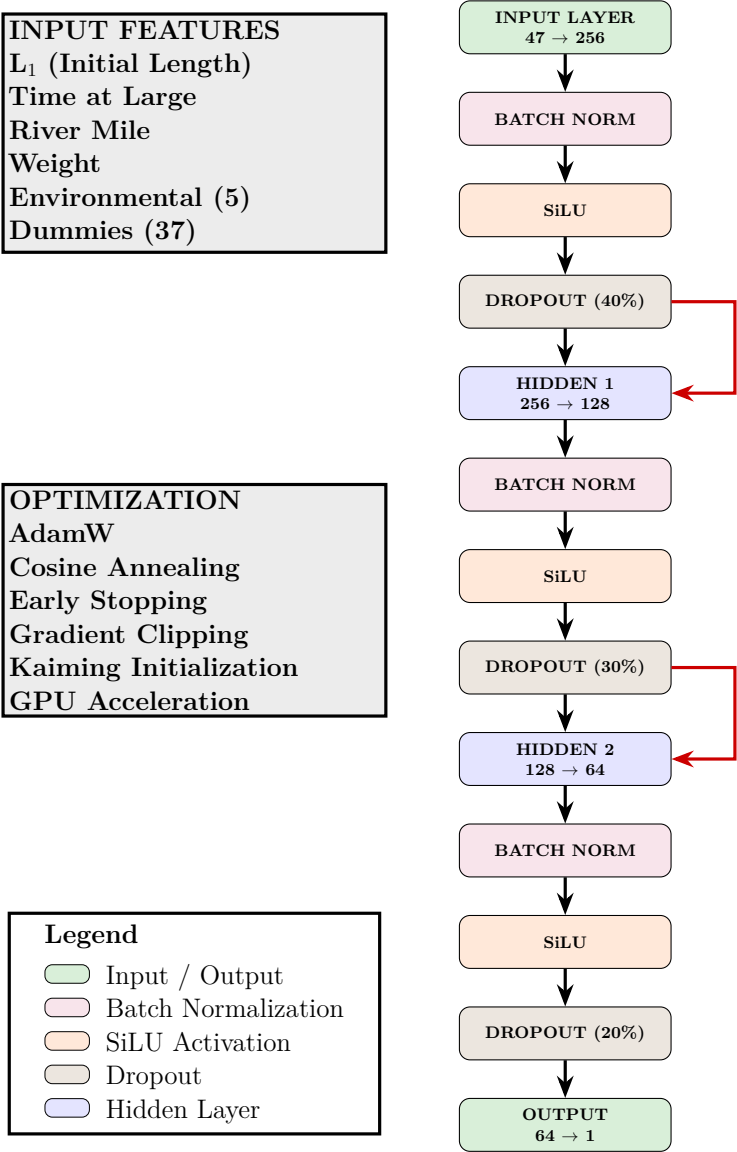 INPUT FEATURES
L₁ (Initial Length)
Time at Large
River Mile
Weight
Environmental (5)
Dummies (37)
OPTIMIZATION
AdamW
Cosine Annealing
Early Stopping
Gradient Clipping
Kaiming Initialization
GPU Acceleration
Legend
Input / Output
Batch Normalization
SiLU Activation
Dropout
Hidden Layer
INPUT LAYER
47 → 256
BATCH NORM
SiLU
DROPOUT (40%)
HIDDEN 1
256 → 128
BATCH NORM
SiLU
DROPOUT (30%)
HIDDEN 2
128 → 64
BATCH NORM
SiLU
DROPOUT (20%)
OUTPUT
64 → 1